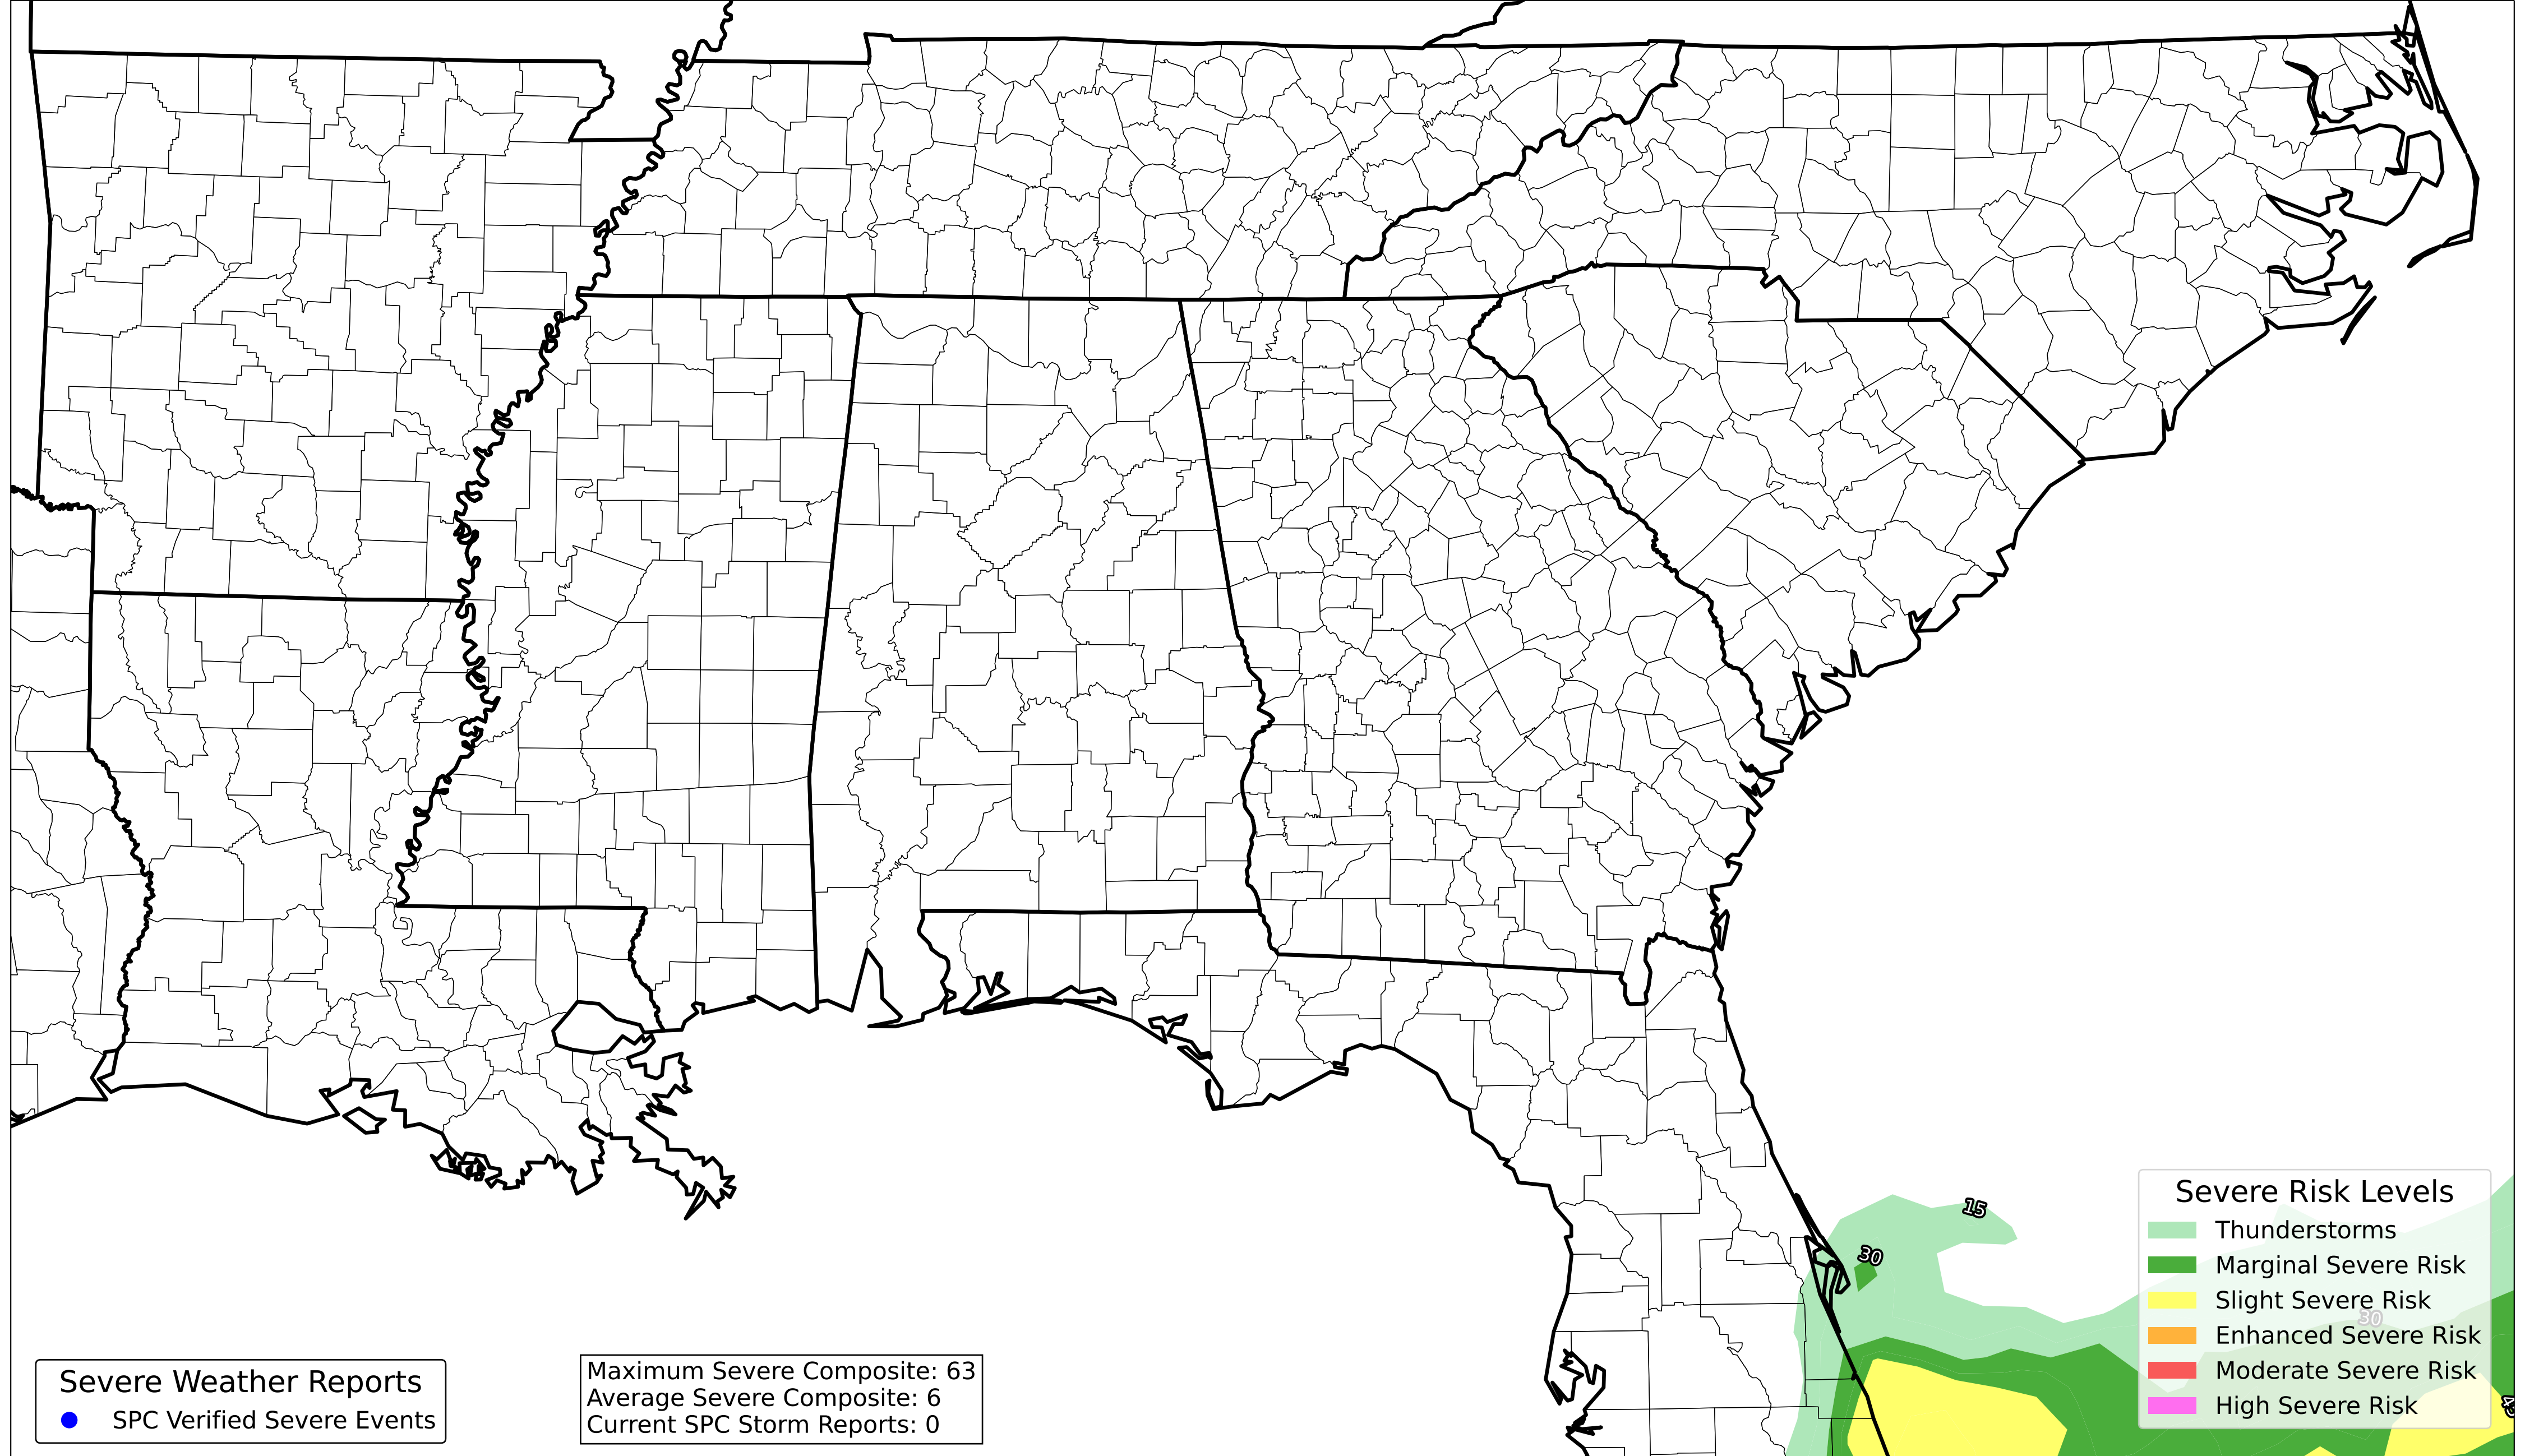 15
30
Severe Risk Levels
Thunderstorms
Marginal Severe Risk
Slight Severe Risk
30
Enhanced Severe Risk
Moderate Severe Risk
High Severe Risk
45
Severe Weather Reports
SPC Verified Severe Events
Maximum Severe Composite: 63
Average Severe Composite: 6
Current SPC Storm Reports: 0